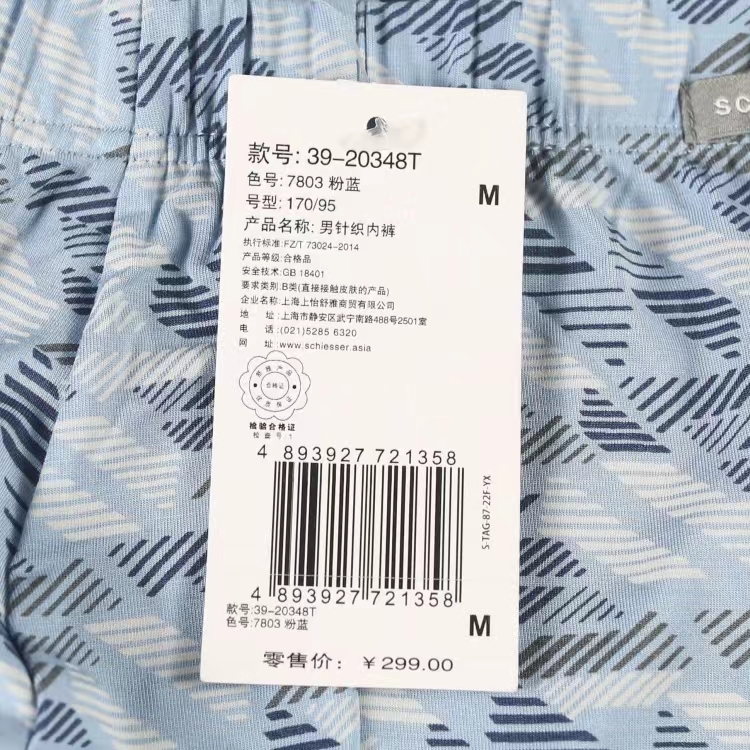 SC
款号: 39-20348T
色号: 7803 粉蓝
号型: 170/95
M
产品名称: 男针织内裤
执行标准:FZ/T 73024-2014
产品等级:合格品
安全技术:GB 18401
要求类别:B类(直接接触皮肤的产品)
企业名称:上海上怡舒雅商贸有限公司
地 址:上海市静安区武宁南路488号2501室
电 话:(021)5285 6320
网 址:www.schiesser.asia
合格证
检验合格证
检查号 1
4 893927 721358
S-TAG-87-22F-YX
4 893927 721358
款号:39-20348T
色号:7803 粉蓝
M
零售价: ¥299.00